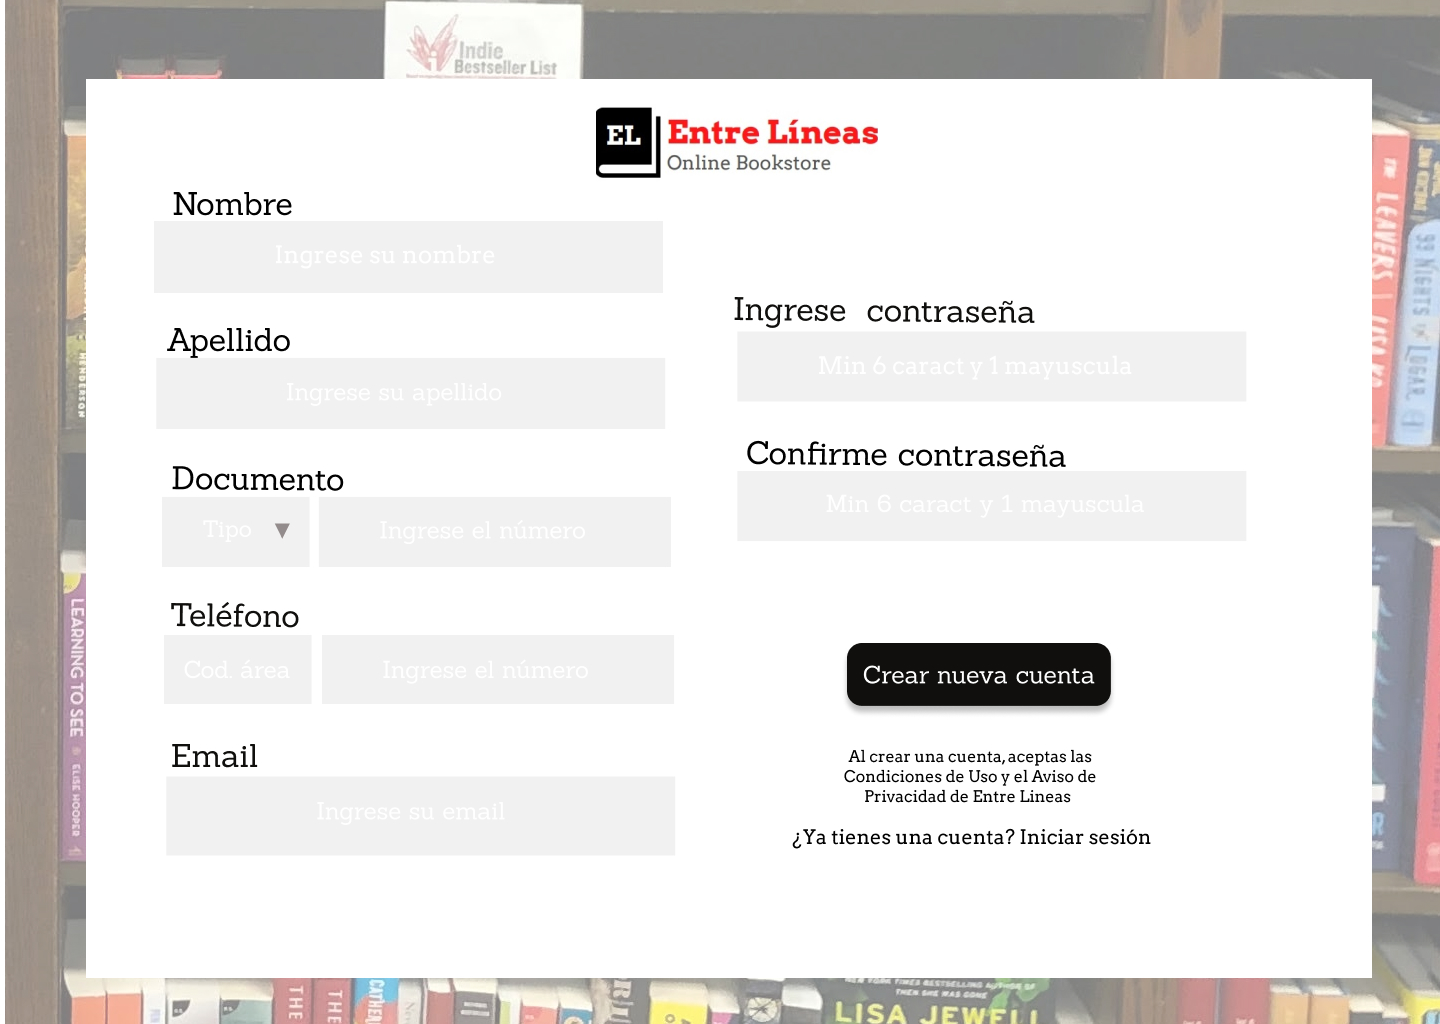 Indie
Bestseller List
EL
Entre Líneas
Online Bookstore
Nombre
Ingrese su nombre
Apellido
Ingrese su apellido
Documento
Tipo ▼ Ingrese el número
Teléfono
Cod. área Ingrese el número
Email
Ingrese su email
Ingrese contraseña
Min 6 caract y 1 mayuscula
Confirme contraseña
Min 6 caract y 1 mayuscula
Crear nueva cuenta
Al crear una cuenta, aceptas las
Condiciones de Uso y el Aviso de
Privacidad de Entre Lineas
¿Ya tienes una cuenta? Iniciar sesión
HENDERSON
LEARNING TO SEE
ELISE HOOPER
LEAVERS
LISA KO
99 NIGHTS
LOGAR
THE
THE
NEW YORK TIMES BESTSELLING AUTHOR OF
THEN SHE WAS GONE
LISA JEWELL